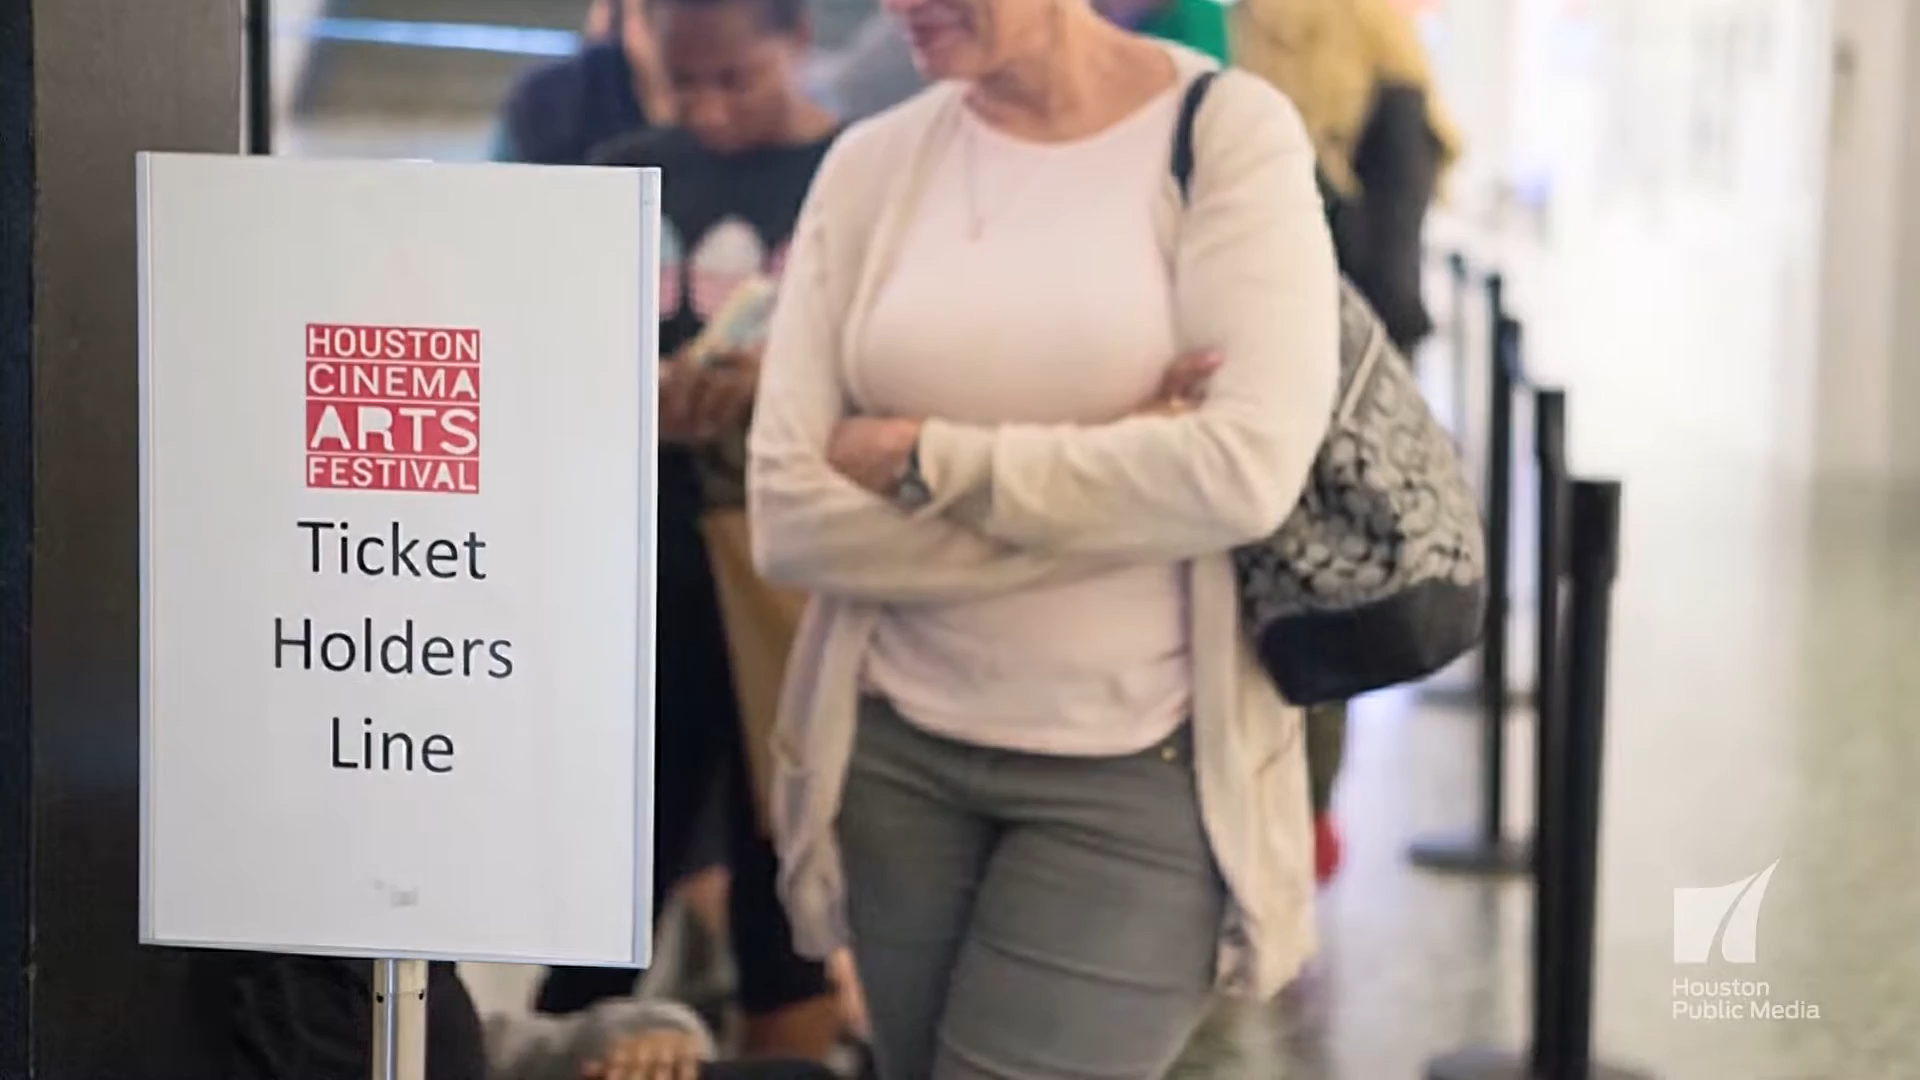 HOUSTON
CINEMA
ARTS
FESTIVAL
Ticket
Holders
Line
Houston
Public Media